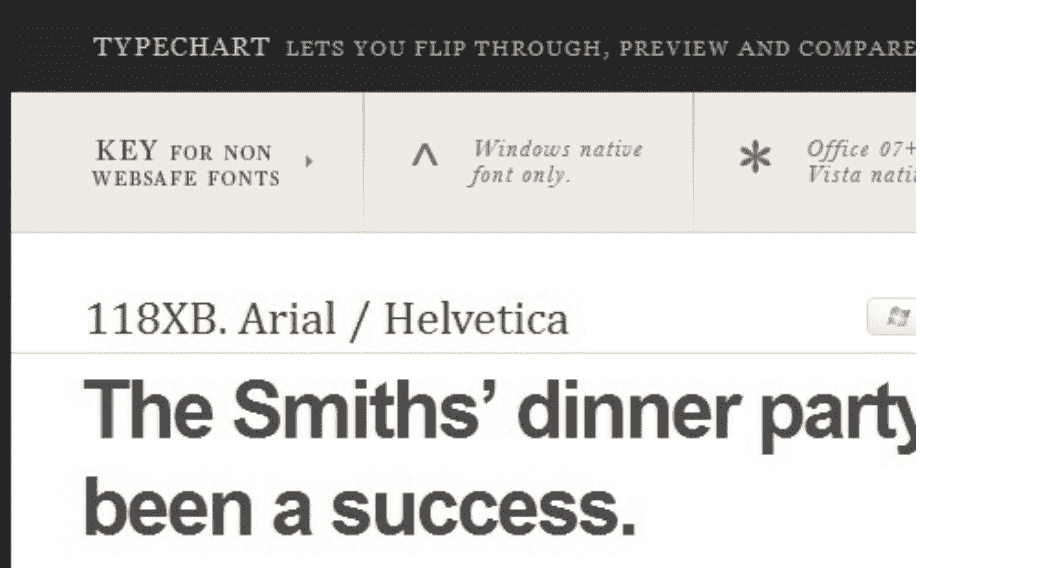 TYPECHART LETS YOU FLIP THROUGH, PREVIEW AND COMPARE
KEY FOR NON
WEBSAFE FONTS
^ Windows native
font only.
* Office 07+
Vista nati
118XB. Arial / Helvetica
The Smiths’ dinner party
been a success.